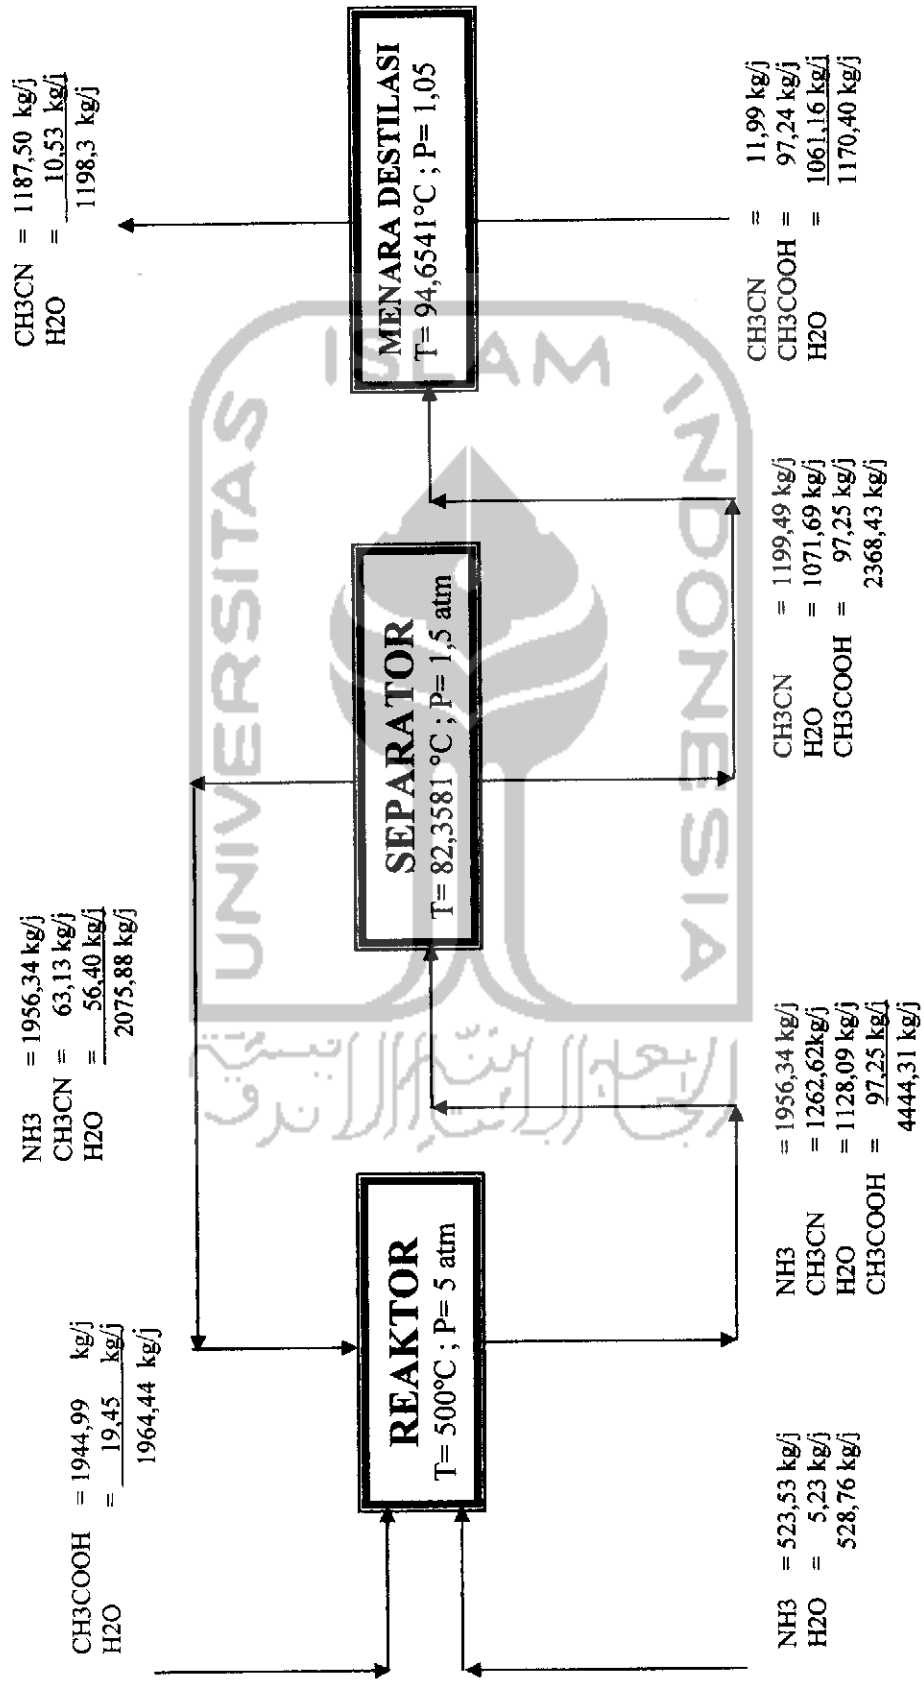 CH3COOH = 1944,99 kg/j
H2O = 19,45 kg/j
1964,44 kg/j
NH3 = 1956,34 kg/j
CH3CN = 63,13 kg/j
H2O = 56,40 kg/j
2075,88 kg/j
CH3CN = 1187,50 kg/j
H2O = 10,53 kg/j
1198,3 kg/j
REAKTOR
T= 500°C ; P= 5 atm
SEPARATOR
T= 82,3581 °C ; P= 1,5 atm
MENARA DESTILASI
T= 94,6541°C ; P= 1,05
NH3 = 523,53 kg/j
H2O = 5,23 kg/j
528,76 kg/j
NH3 = 1956,34 kg/j
CH3CN = 1262,62kg/j
H2O = 1128,09 kg/j
CH3COOH = 97,25 kg/j
4444,31 kg/j
CH3CN = 1199,49 kg/j
H2O = 1071,69 kg/j
CH3COOH = 97,25 kg/j
2368,43 kg/j
CH3CN = 11,99 kg/j
CH3COOH = 97,24 kg/j
H2O = 1061,16 kg/j
1170,40 kg/j
UNIVERSITAS
ISLAM
INDONESIA